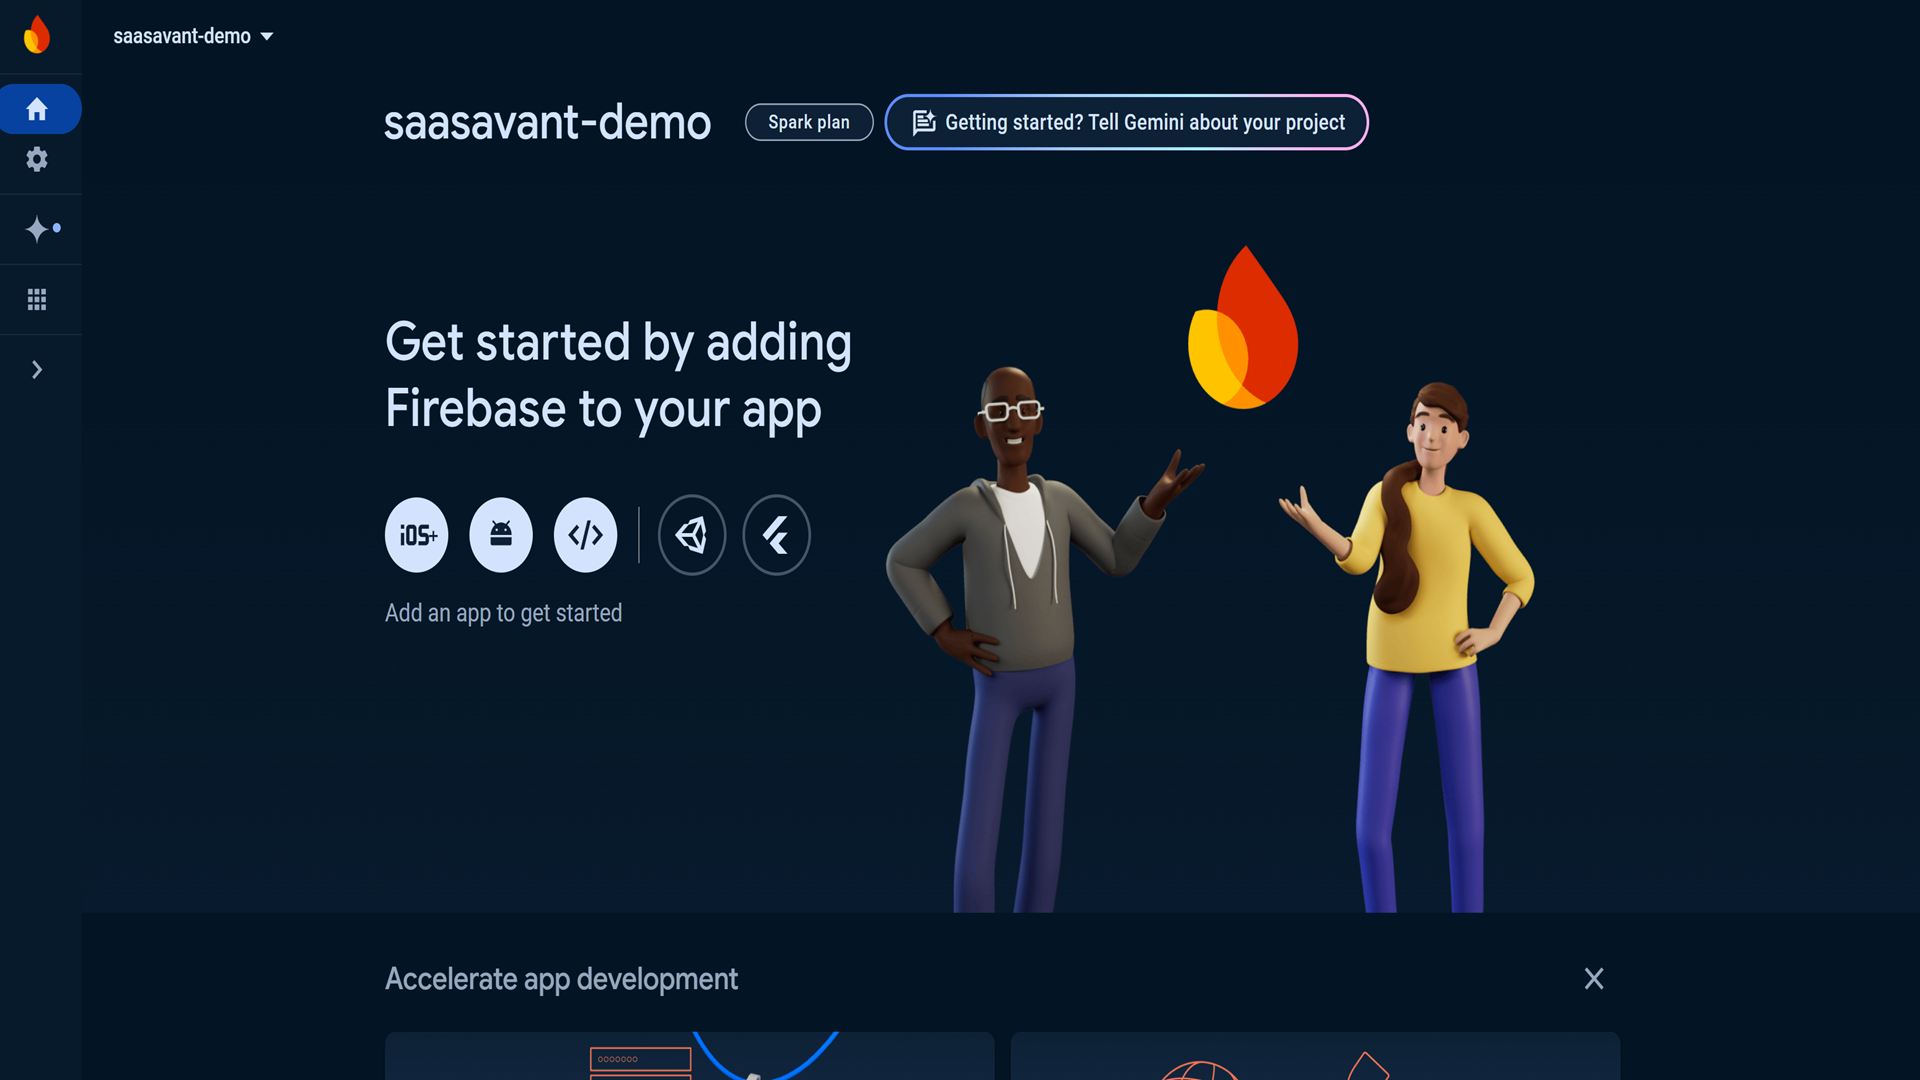 saasavant-demo
saasavant-demo
Spark plan
Getting started? Tell Gemini about your project
Get started by adding
Firebase to your app
iOS+
Add an app to get started
Accelerate app development